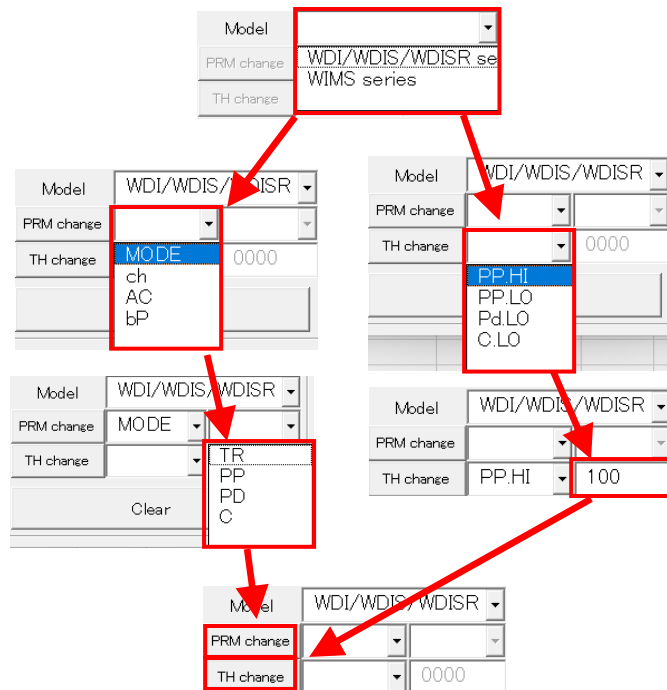 Model
WDI/WDIS/WDISR se
WIMS series
PRM change
TH change
Model WDI/WDIS/WDISR
PRM change
TH change 0000
MODE
ch
AC
bP
Model WDI/WDIS/WDISR
PRM change
TH change 0000
PP.HI
PP.LO
Pd.LO
C.LO
Model WDI/WDIS/WDISR
PRM change MODE
TH change
TR
PP
PD
C
Clear
Model WDI/WDIS/WDISR
PRM change
TH change PP.HI 100
Model WDI/WDIS/WDISR
PRM change
TH change 0000